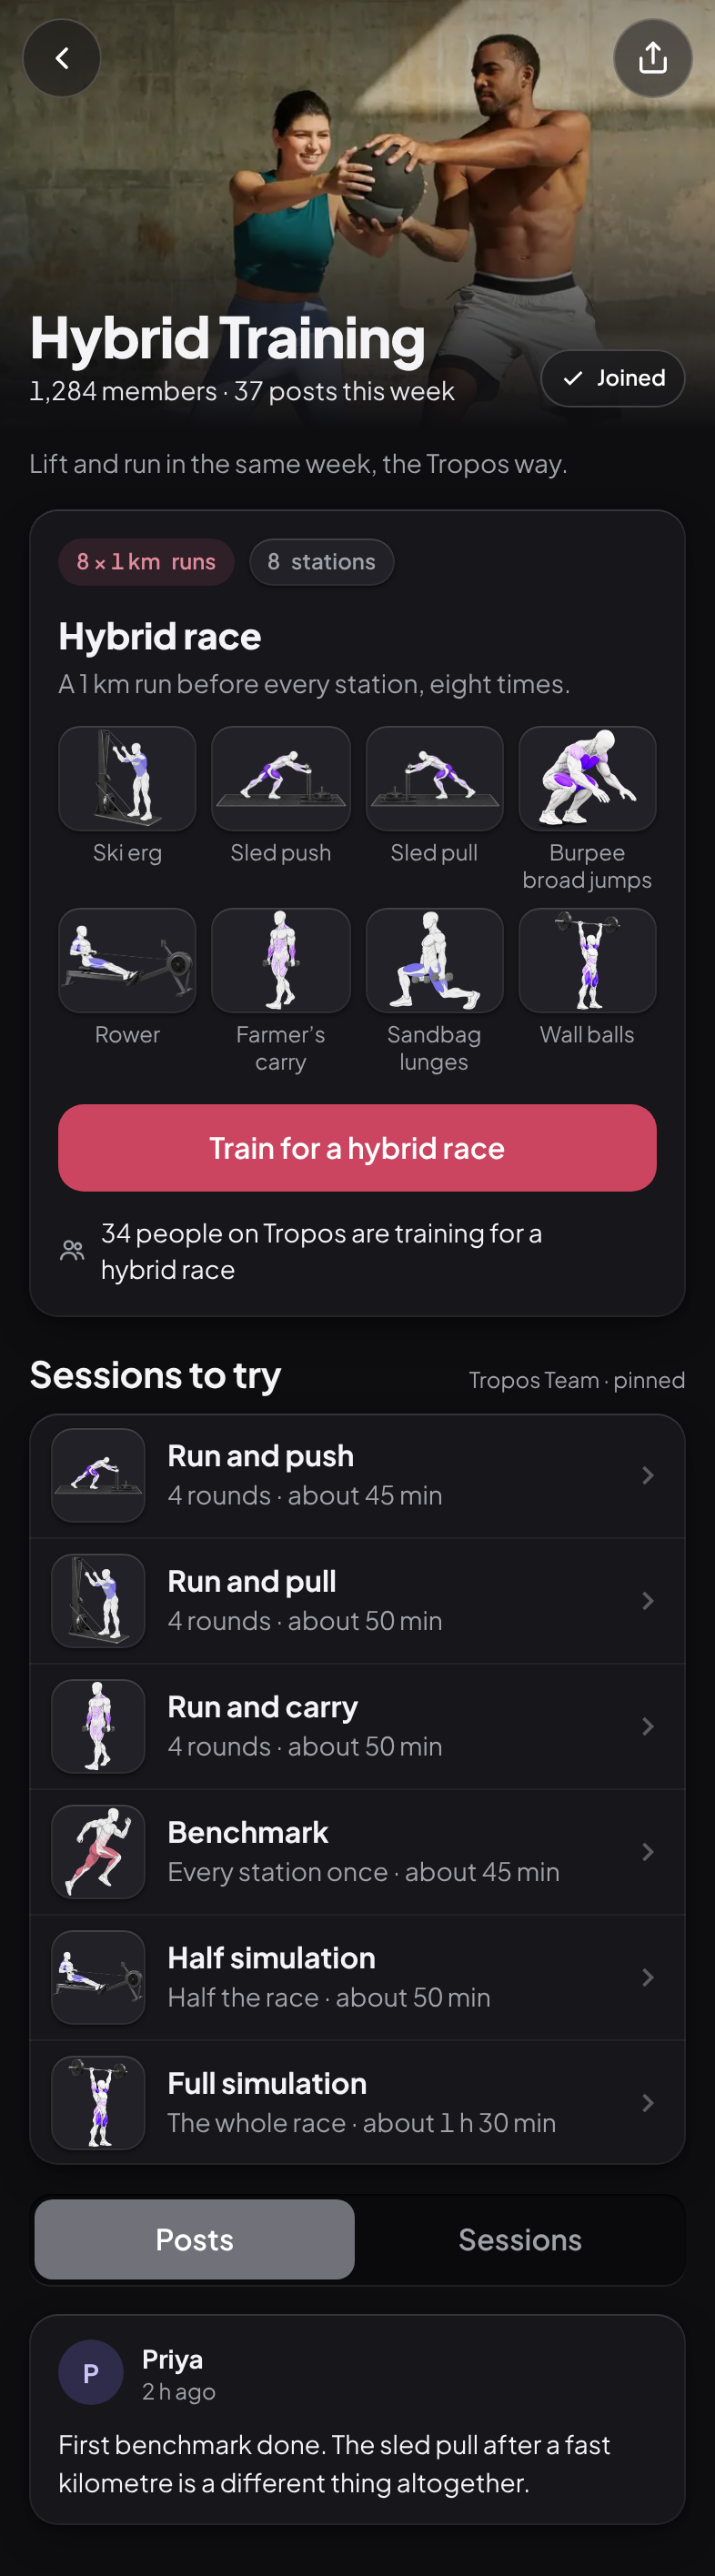 Hybrid Training
1,284 members · 37 posts this week
Joined
Lift and run in the same week, the Tropos way.
8 × 1 km runs
8 stations
Hybrid race
A 1 km run before every station, eight times.
Ski erg
Sled push
Sled pull
Burpee
broad jumps
Rower
Farmer’s
carry
Sandbag
lunges
Wall balls
Train for a hybrid race
34 people on Tropos are training for a
hybrid race
Sessions to try
Tropos Team · pinned
Run and push
4 rounds · about 45 min
Run and pull
4 rounds · about 50 min
Run and carry
4 rounds · about 50 min
Benchmark
Every station once · about 45 min
Half simulation
Half the race · about 50 min
Full simulation
The whole race · about 1 h 30 min
Posts
Sessions
P
Priya
2 h ago
First benchmark done. The sled pull after a fast
kilometre is a different thing altogether.